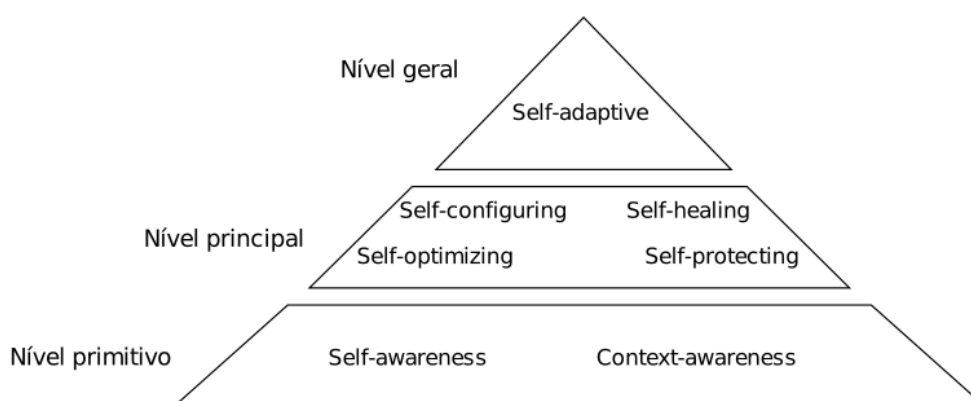 Nível geral
Self-adaptive
Nível principal
Self-configuring Self-healing
Self-optimizing Self-protecting
Nível primitivo
Self-awareness Context-awareness